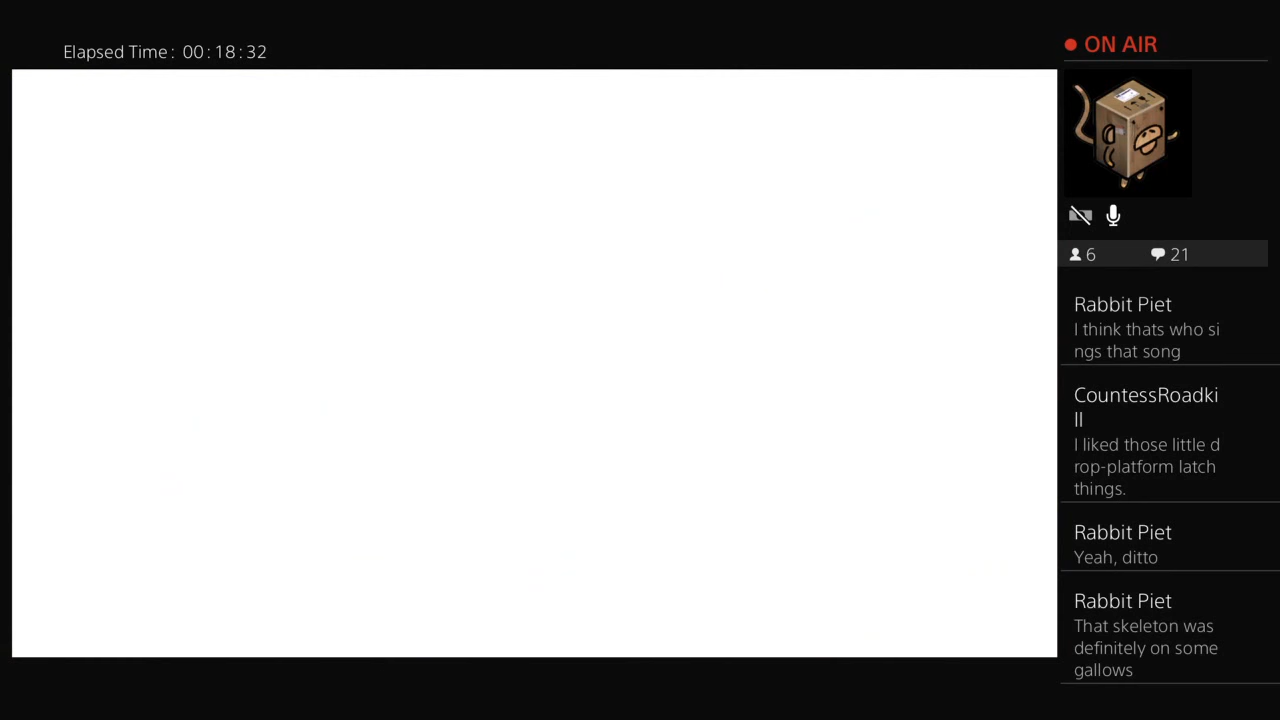 Elapsed Time: 00:18:32
ON AIR
6 21
Rabbit Piet
I think thats who si
ngs that song
CountessRoadki
ll
I liked those little d
rop-platform latch
things.
Rabbit Piet
Yeah, ditto
Rabbit Piet
That skeleton was
definitely on some
gallows